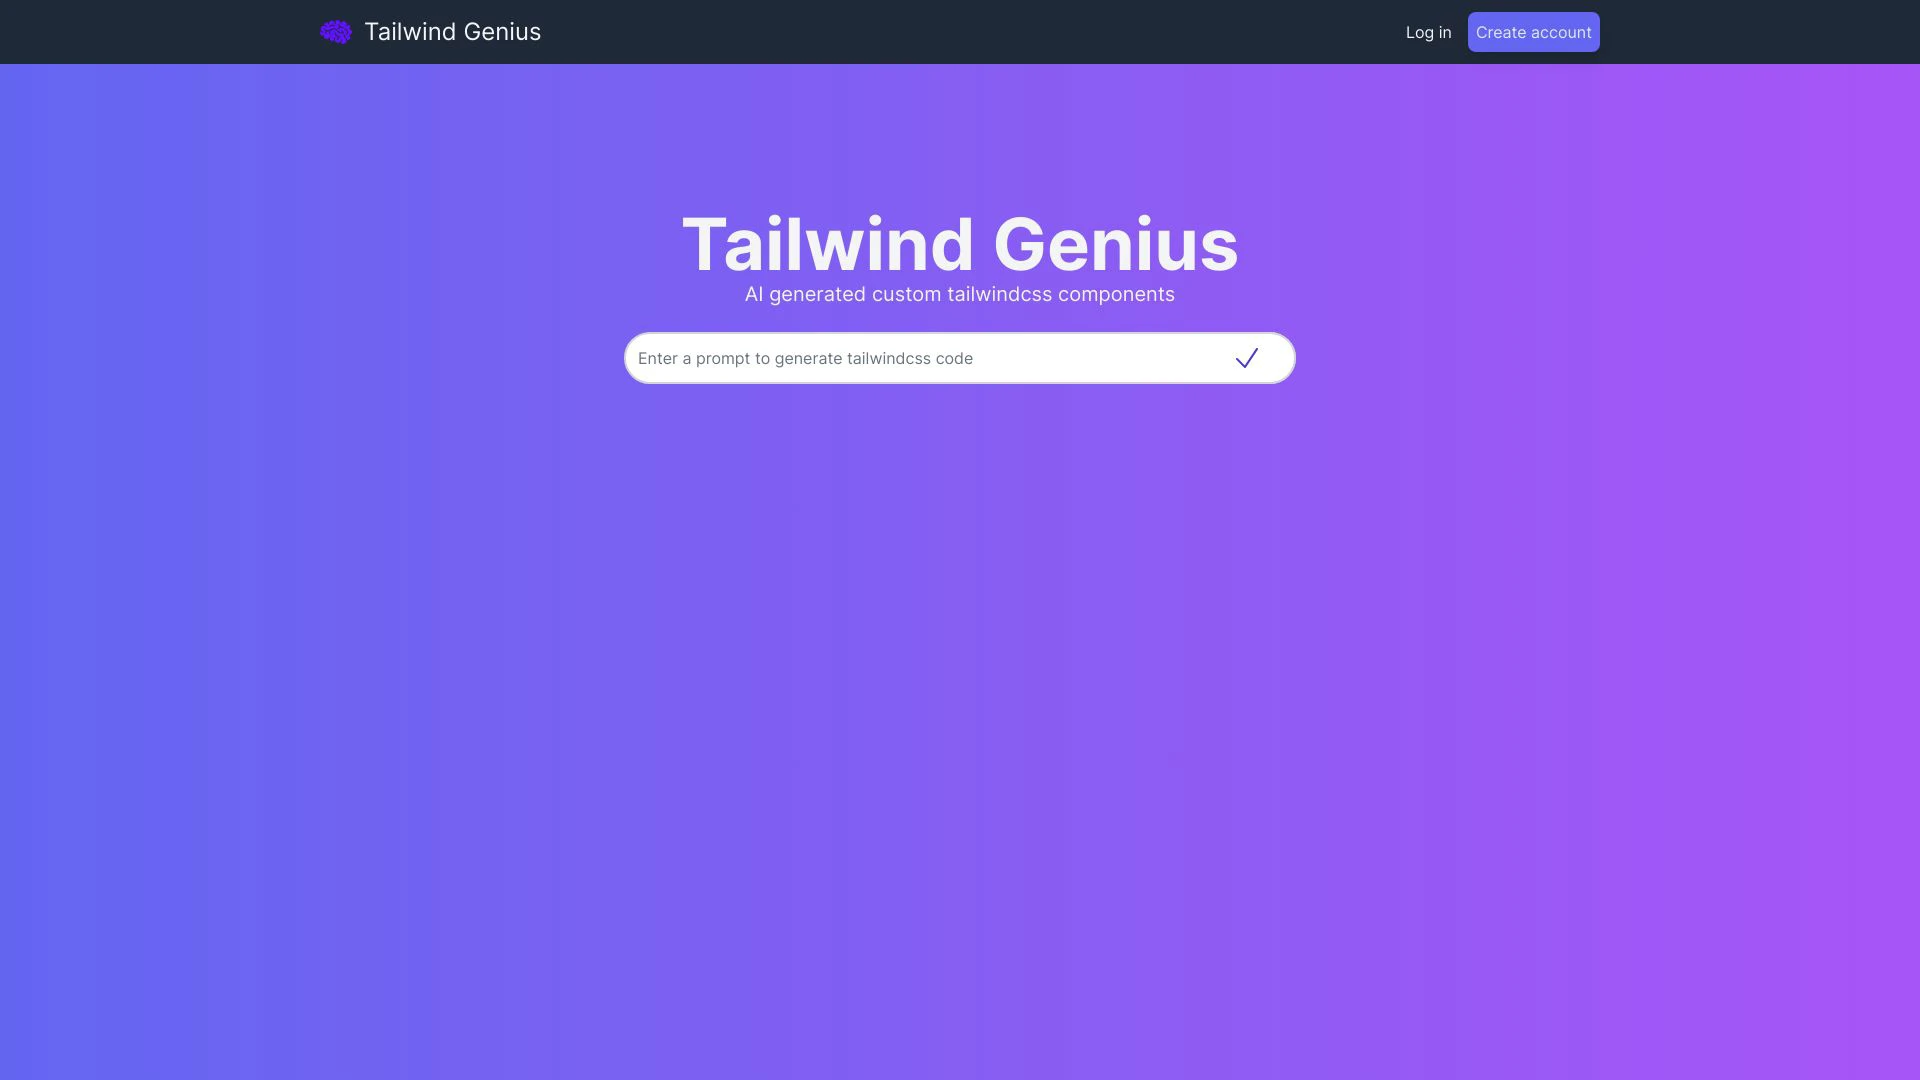 Tailwind Genius
Log in
Create account
Tailwind Genius
AI generated custom tailwindcss components
Enter a prompt to generate tailwindcss code